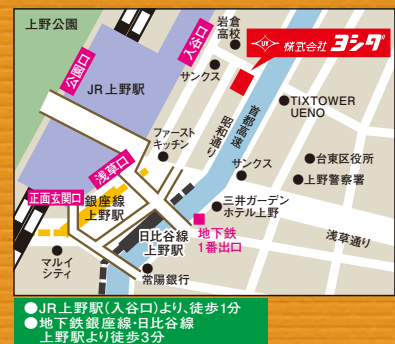 上野公園
公園口
入谷口
岩倉
高校
UY 株式会社 ヨシダ
サンクス
JR上野駅
首都高速
昭和通り
TIXTOWER
UENO
ファースト
キッチン
浅草口
サンクス
台東区役所
上野警察署
正面玄関口
銀座線
上野駅
三井ガーデン
ホテル上野
日比谷線
上野駅
地下鉄
1番出口
浅草通り
マルイ
シティ
常陽銀行
●JR上野駅(入谷口)より、徒歩1分
●地下鉄銀座線・日比谷線
上野駅より徒歩3分